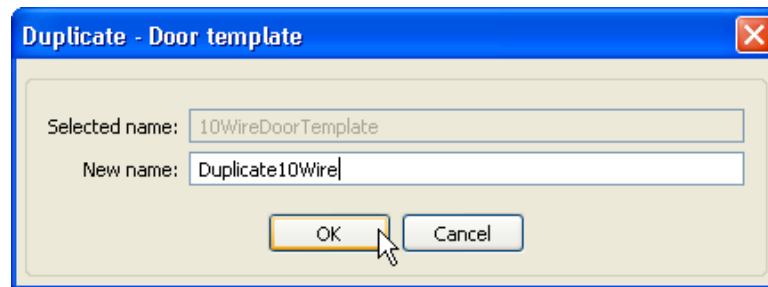 Duplicate - Door template
Selected name: 10WireDoorTemplate
New name: Duplicate10Wire
OK Cancel